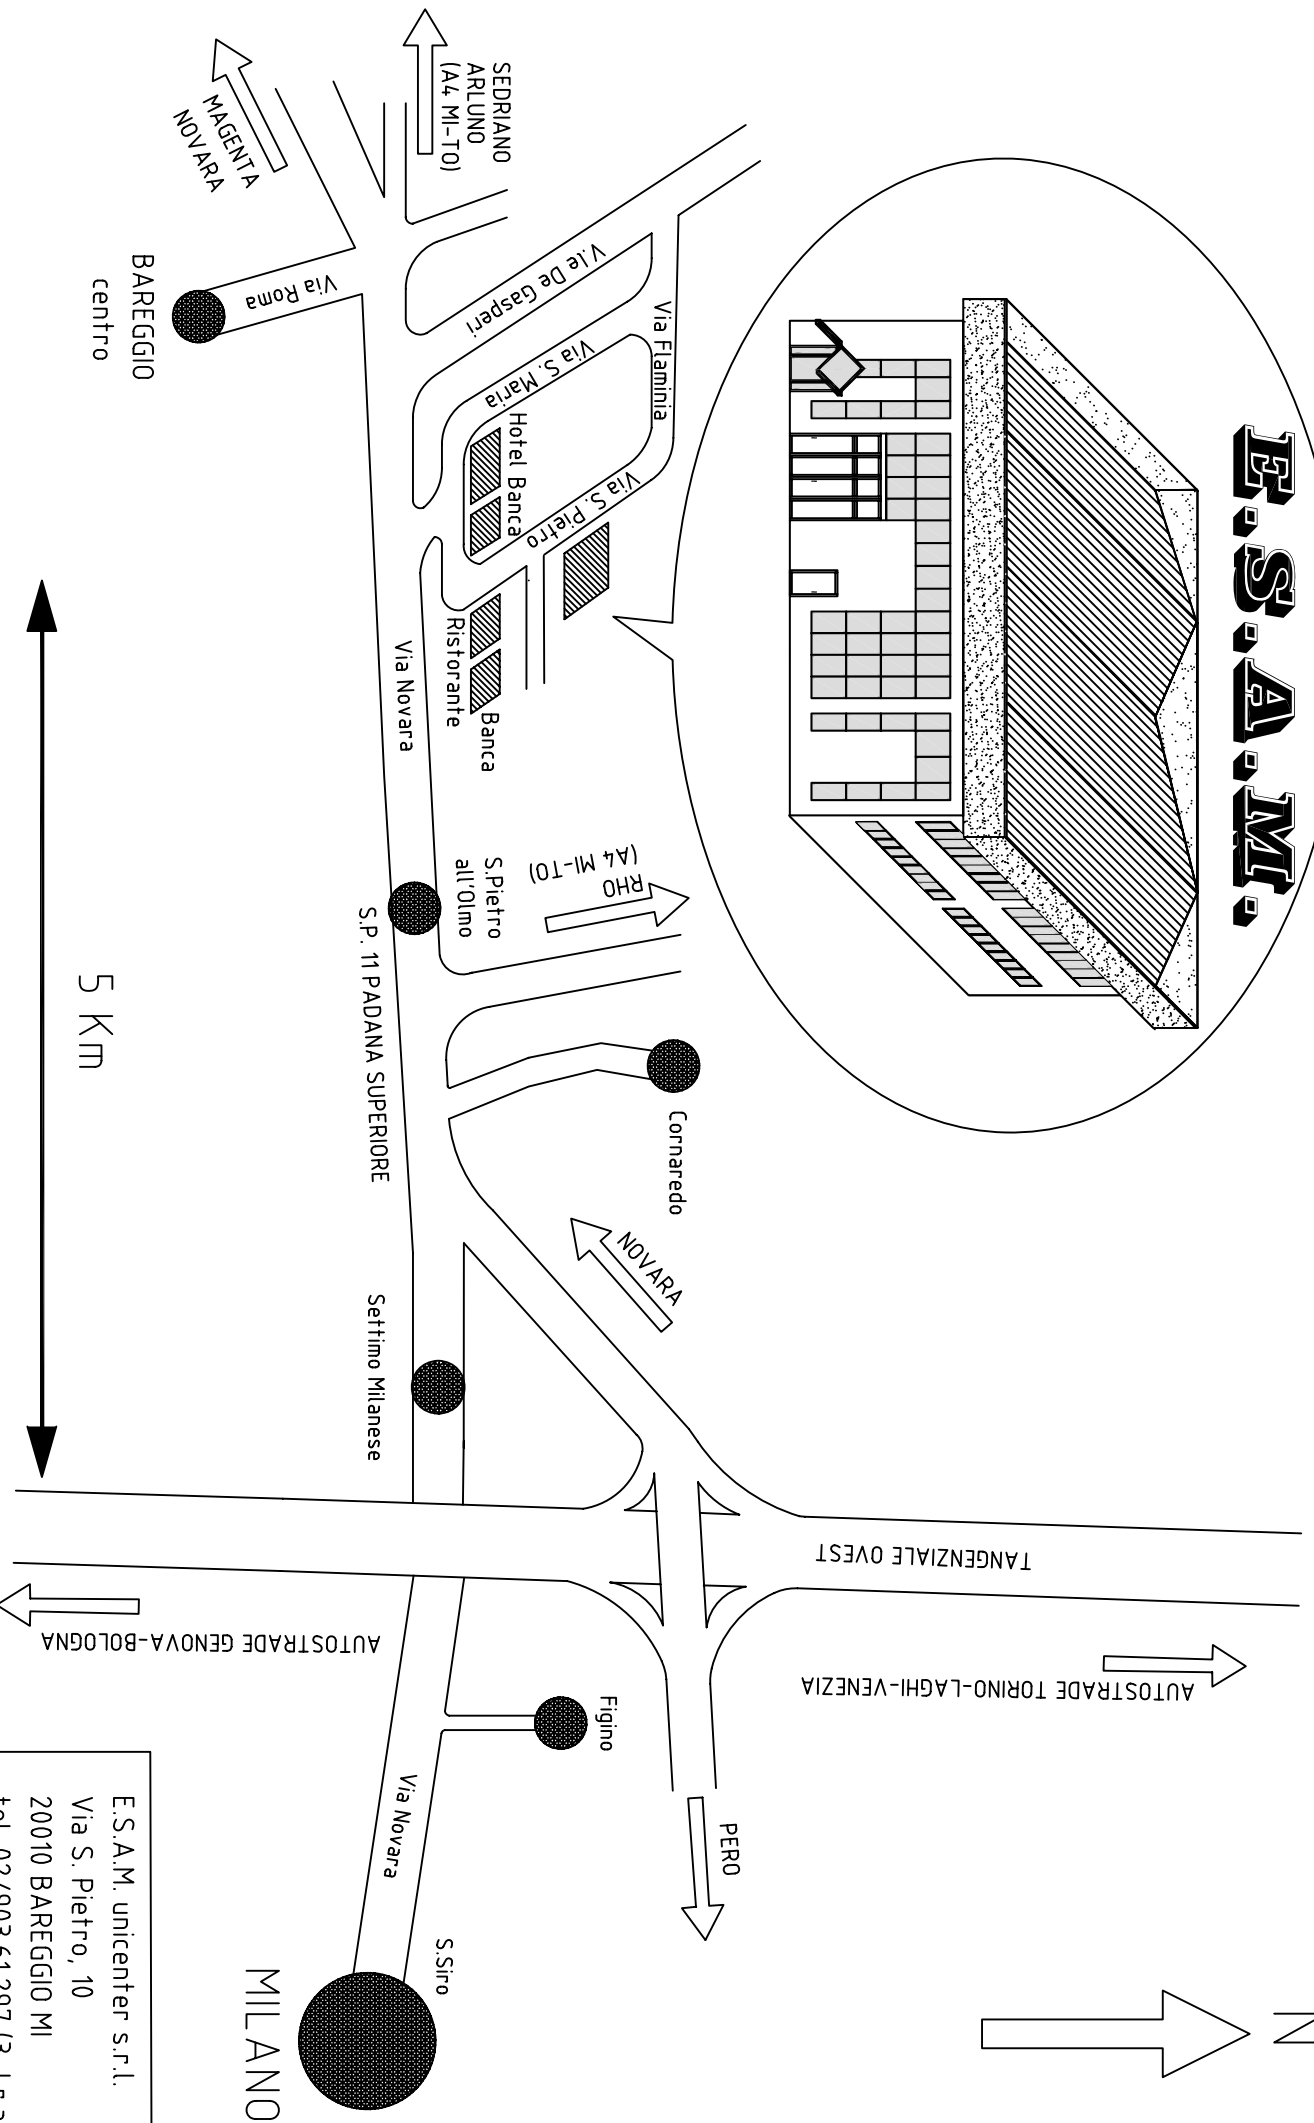 E.S.A.M.
N
SEDRIANO
ARLUNO
(A4 MI-TO)
MAGENTA
NOVARA
BAREGGIO
centro
Via Roma
V.le De Gasperi
Via S. Maria
Via Flaminia
Via S. Pietro
Hotel Banca
Ristorante
Banca
Via Novara
S.Pietro
all'Olmo
RHO
(A4 MI-TO)
S.P. 11 PADANA SUPERIORE
Cornaredo
NOVARA
Settimo Milanese
TANGENZIALE OVEST
AUTOSTRADE TORINO-LAGHI-VENEZIA
AUTOSTRADE GENOVA-BOLOGNA
Figino
PERO
Via Novara
S.Siro
MILANO
5 Km
E.S.A.M. unicenter s.r.l.
Via S. Pietro, 10
20010 BAREGGIO MI